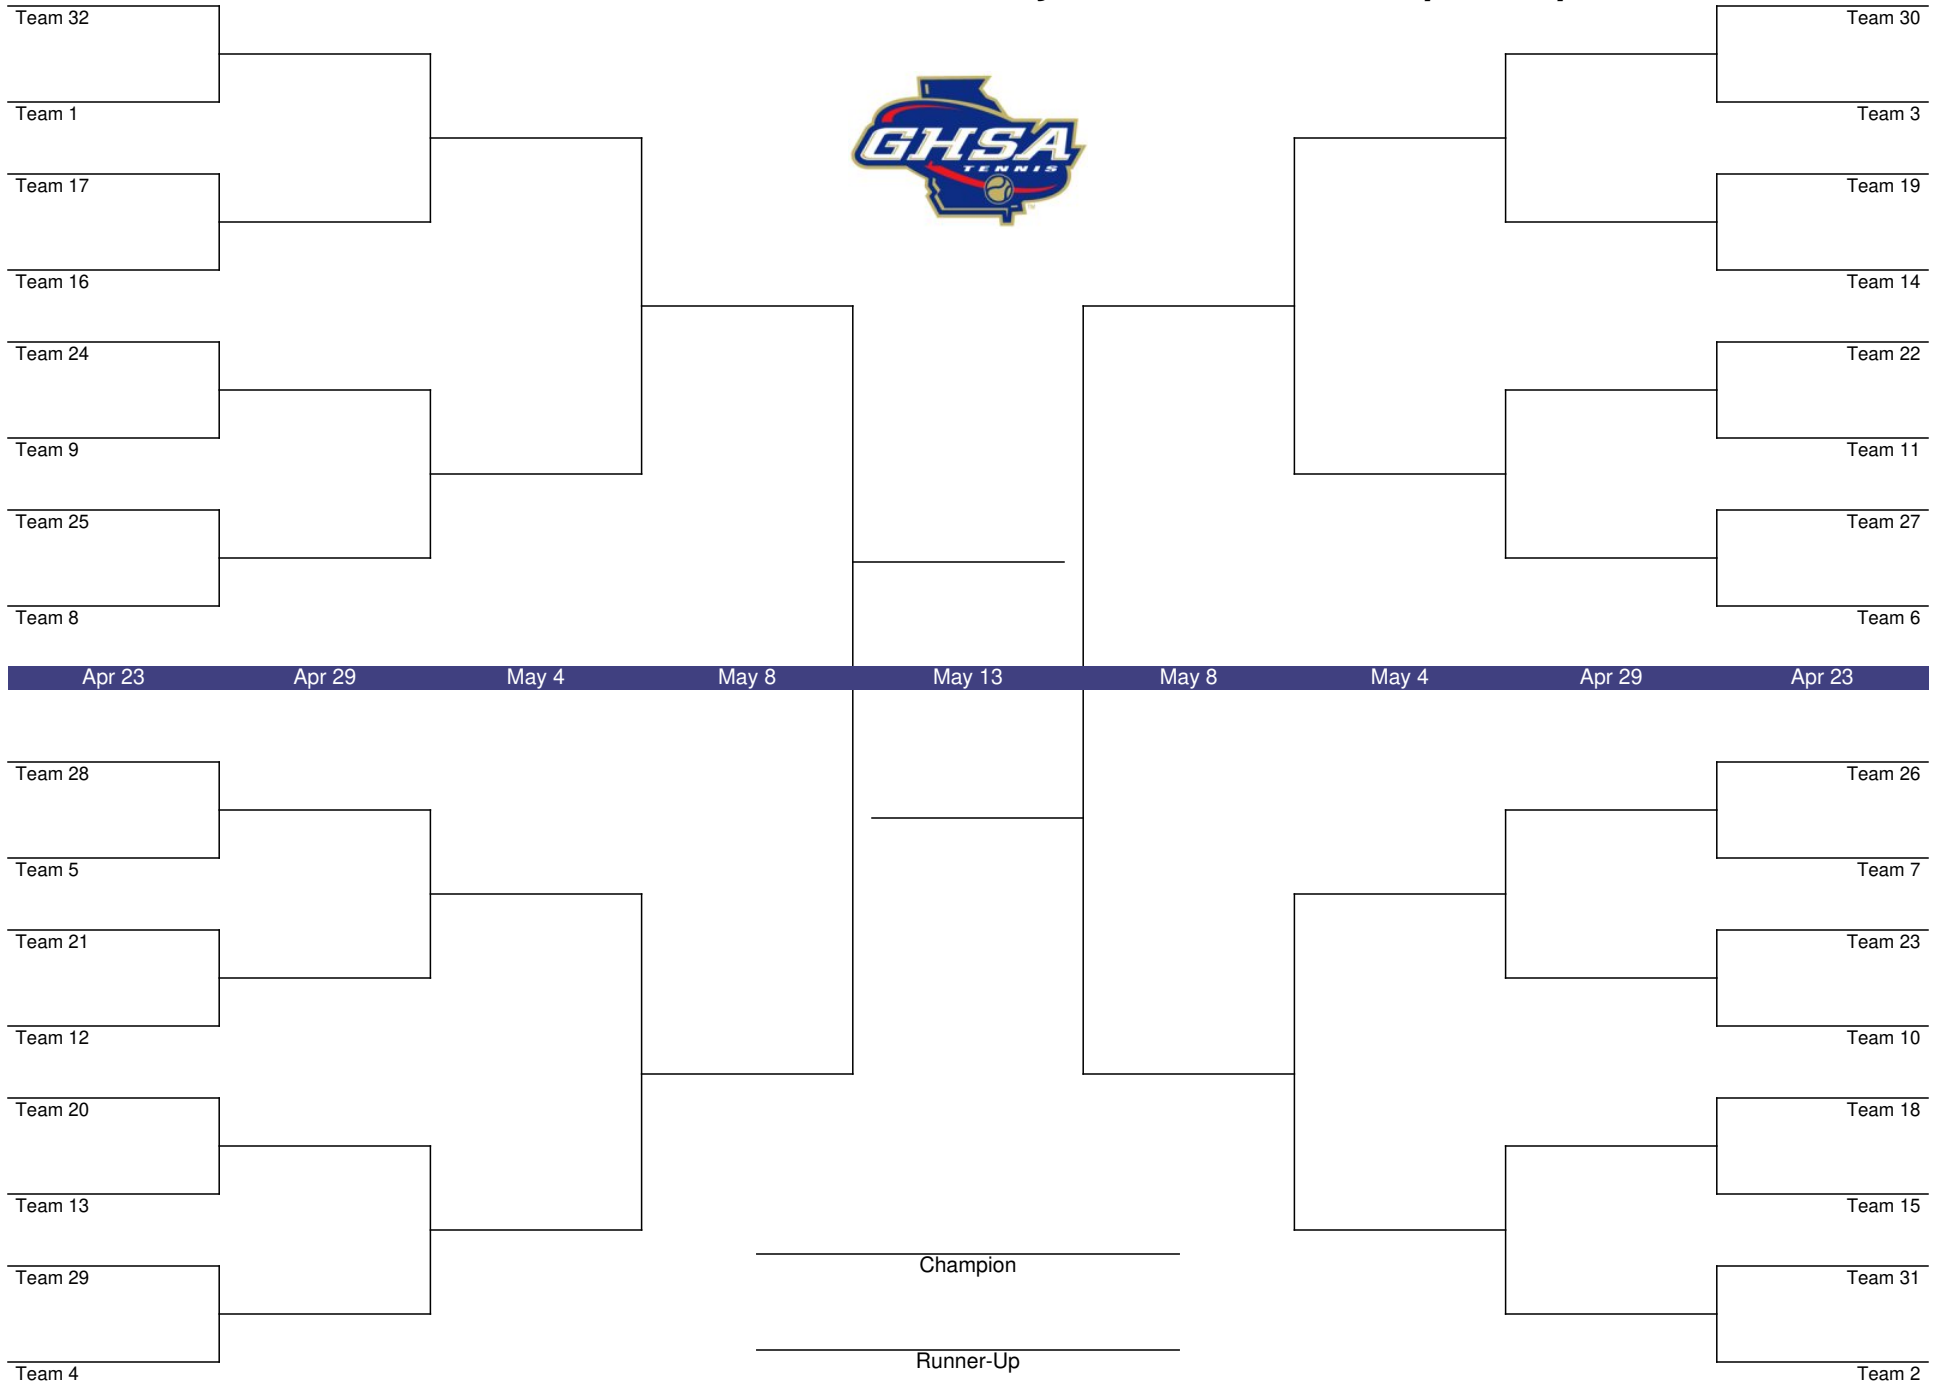 Team 32
Team 1
Team 17
Team 16
Team 24
Team 9
Team 25
Team 8
GHSA
TENNIS
Team 30
Team 3
Team 19
Team 14
Team 22
Team 11
Team 27
Team 6
Apr 23 Apr 29 May 4 May 8 May 13 May 8 May 4 Apr 29 Apr 23
Team 28
Team 5
Team 21
Team 12
Team 20
Team 13
Team 29
Team 4
Champion
Runner-Up
Team 26
Team 7
Team 23
Team 10
Team 18
Team 15
Team 31
Team 2